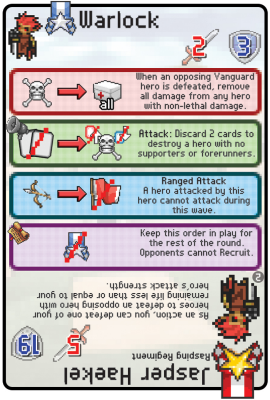 Warlock
2
3
When an opposing Vanguard
hero is defeated, remove
all damage from any hero
with non-lethal damage.
all
Attack: Discard 2 cards to
destroy a hero with no
supporters or forerunners.
Ranged Attack
A hero attacked by this
hero cannot attack during
this wave.
Keep this order in play for
the rest of the round.
Opponents cannot Recruit.
Jasper Haekel
Rasping Regiment
5
19
As an action, you can defeat one of your
heroes to defeat an opposing hero with
remaining life less than or equal to your
hero's attack strength.
2